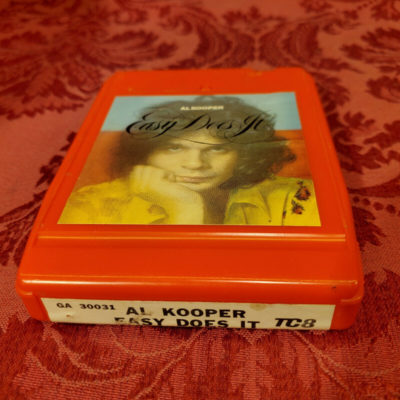 AL KOOPER
Easy Does It
GA 30031
AL KOOPER
EASY DOES IT TC8